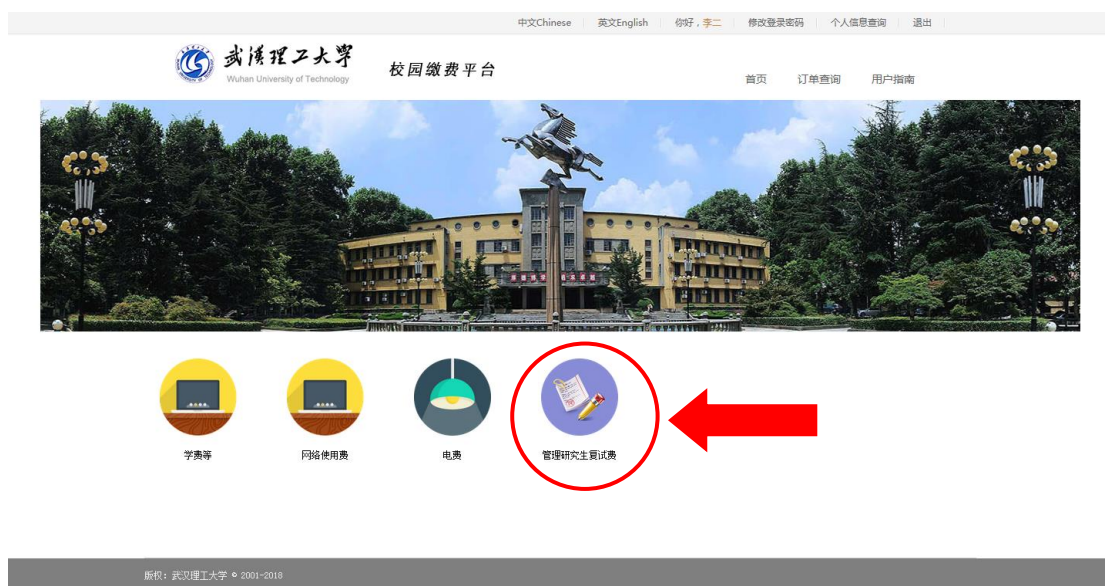 中文Chinese 英文English 你好，李二 修改登录密码 个人信息查询 退出
武汉理工大学
Wuhan University of Technology
校园缴费平台
首页 订单查询 用户指南
学费等 网络使用费 电费 管理研究生复试费
版权：武汉理工大学 © 2001-2018